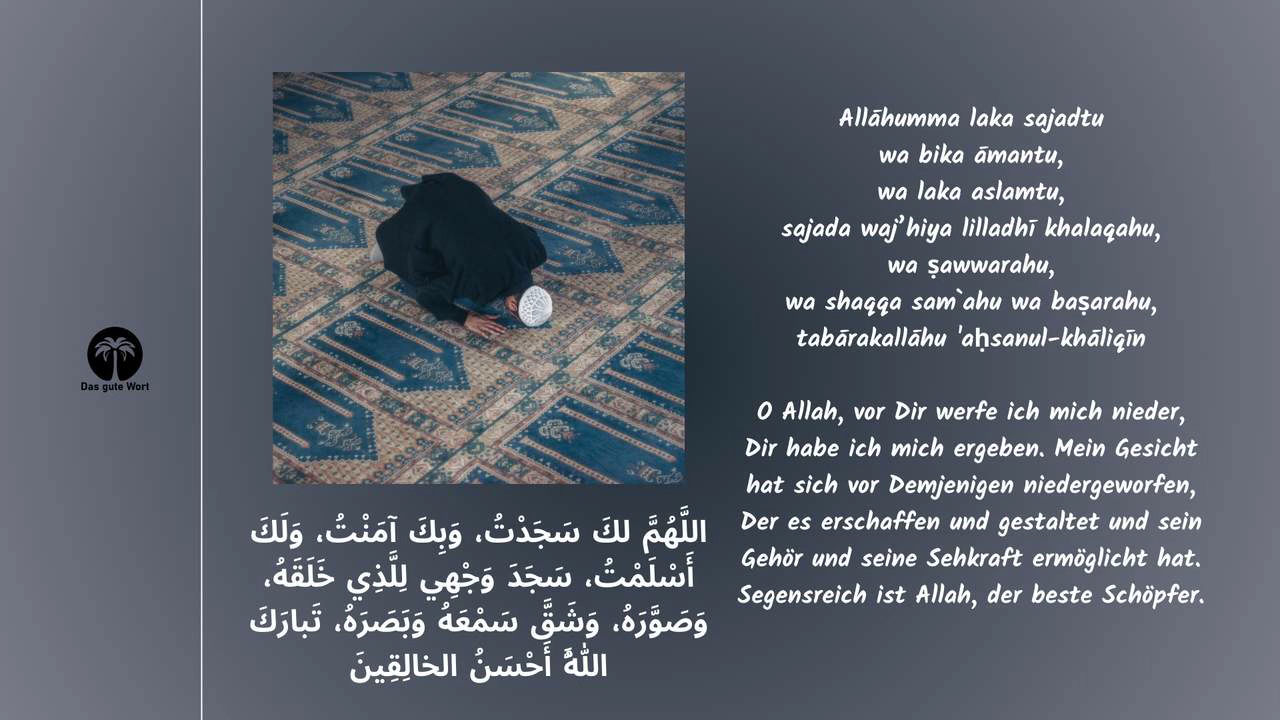 Allāhumma laka sajadtu
wa bika āmantu,
wa laka aslamtu,
sajada waj’hiya lilladhī khalaqahu,
wa ṣawwarahu,
wa shaqqa sam`ahu wa baṣarahu,
tabārakallāhu 'aḥsanul-khāliqīn
O Allah, vor Dir werfe ich mich nieder,
Dir habe ich mich ergeben. Mein Gesicht
hat sich vor Demjenigen niedergeworfen,
Der es erschaffen und gestaltet und sein
Gehör und seine Sehkraft ermöglicht hat.
Segensreich ist Allah, der beste Schöpfer.
اللَّهُمَّ لكَ سَجَدْتُ، وَبِكَ آمَنْتُ، وَلَكَ
أَسْلَمْتُ، سَجَدَ وَجْهِي لِلَّذِي خَلَقَهُ،
وَصَوَّرَهُ، وَشَقَّ سَمْعَهُ وَبَصَرَهُ، تَبارَكَ
اللَّهُ أَحْسَنُ الخالِقِينَ
Das gute Wort